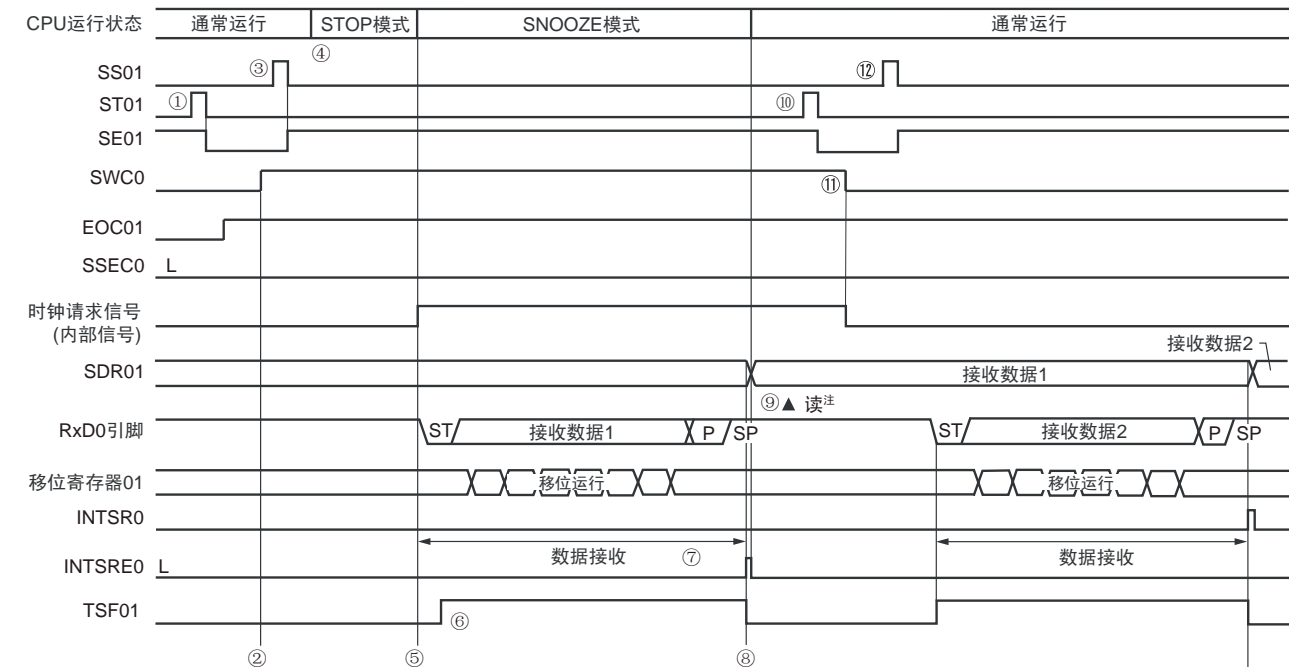 CPU运行状态 通常运行 STOP模式 SNOOZE模式 通常运行
④
SS01 ③ ⑫
ST01 ① ⑩
SE01
SWC0 ⑪
EOC01
SSEC0 L
时钟请求信号
(内部信号)
接收数据2
SDR01 接收数据1
⑨▲ 读注
RxD0引脚 ST 接收数据1 P SP ST 接收数据2 P SP
移位寄存器01 移位运行 移位运行
INTSR0
数据接收 ⑦ 数据接收
INTSRE0 L
TSF01 ⑥
② ⑤ ⑧